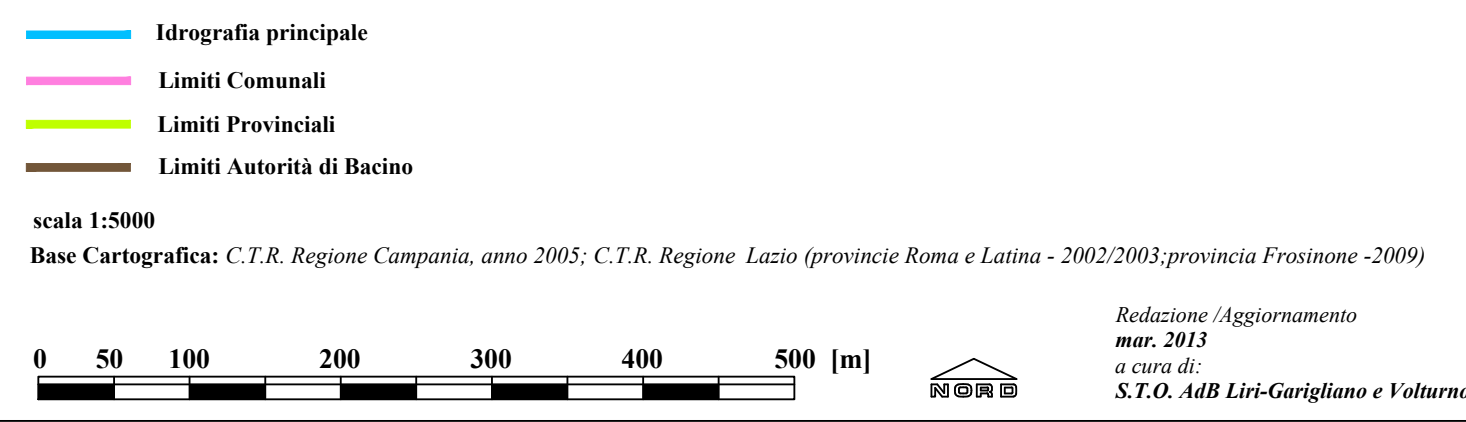 Idrografia principale
Limiti Comunali
Limiti Provinciali
Limiti Autorità di Bacino
scala 1:5000
Base Cartografica: C.T.R. Regione Campania, anno 2005; C.T.R. Regione Lazio (provincie Roma e Latina - 2002/2003;provincia Frosinone -2009)
0 50 100 200 300 400 500 [m]
NORD
Redazione /Aggiornamento
mar. 2013
a cura di:
S.T.O. AdB Liri-Garigliano e Volturno